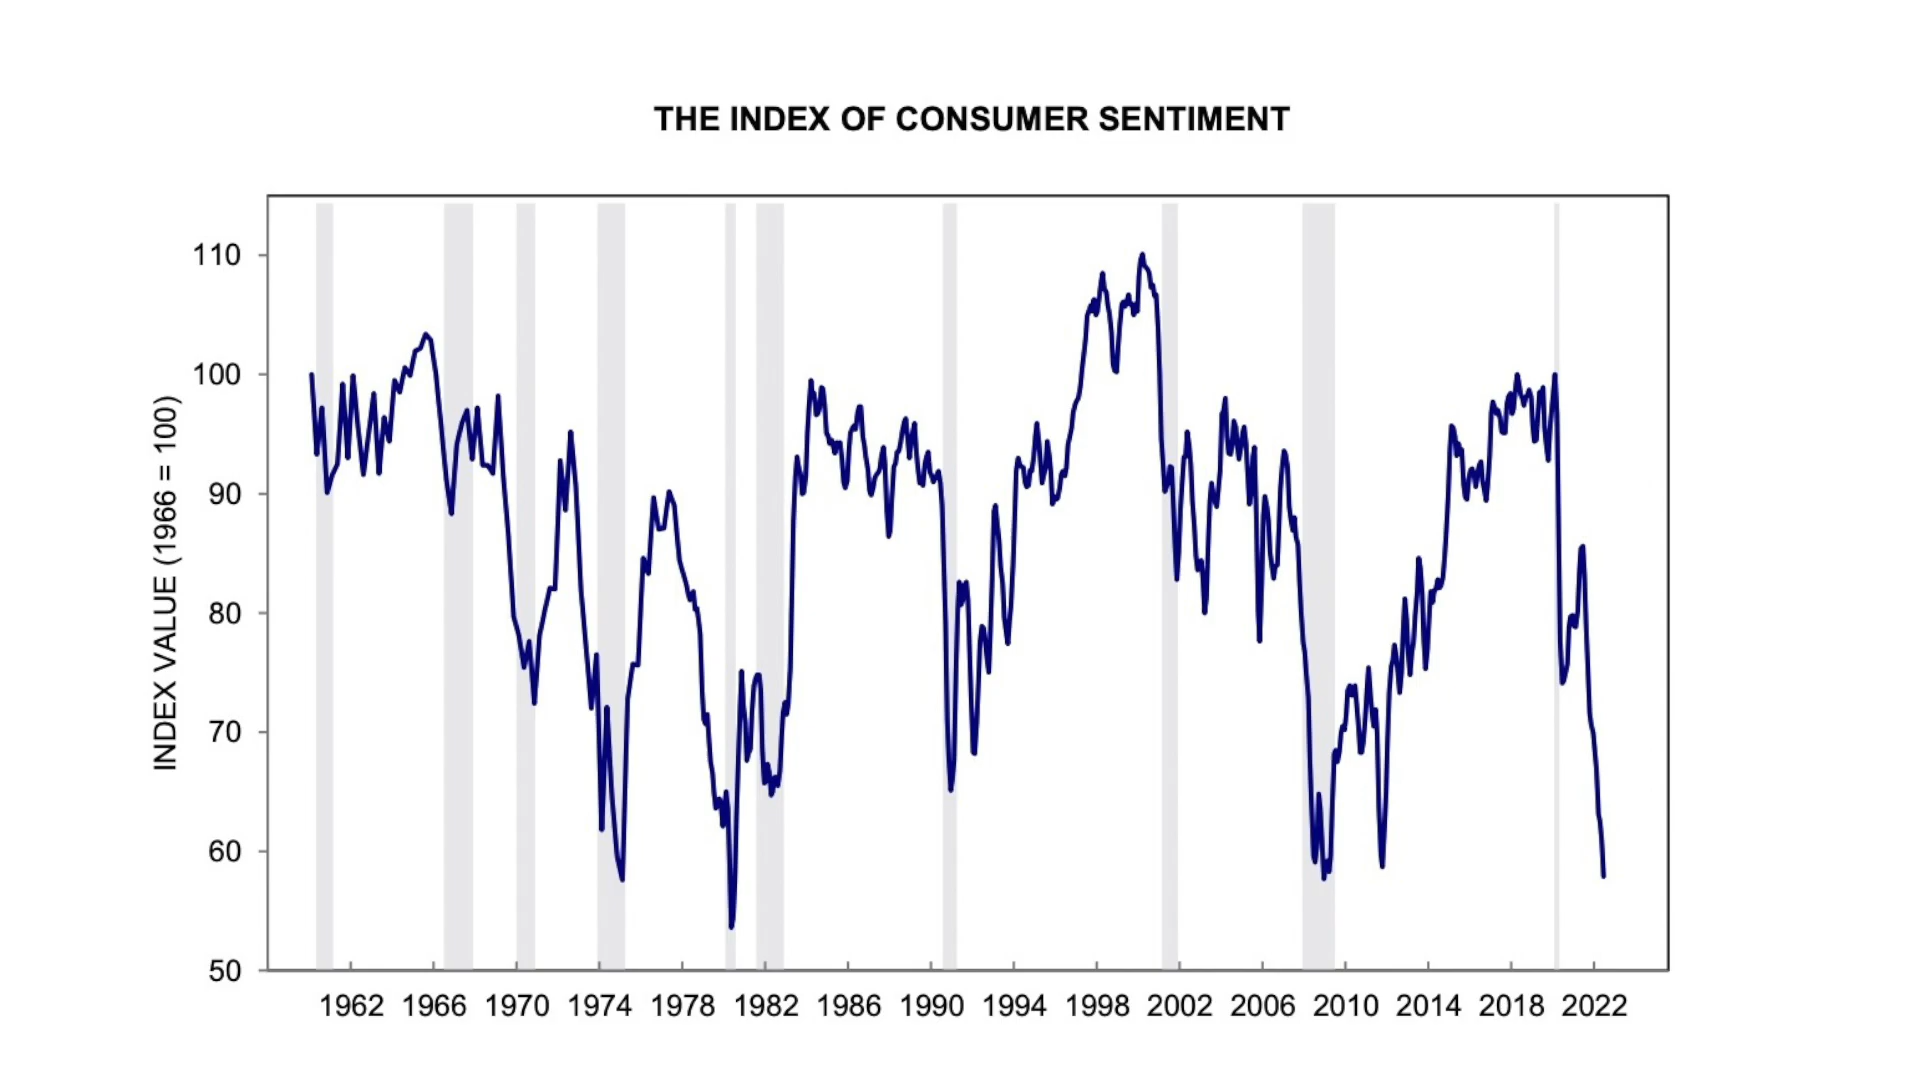 THE INDEX OF CONSUMER SENTIMENT
INDEX VALUE (1966 = 100)
110
100
90
80
70
60
50
1962 1966 1970 1974 1978 1982 1986 1990 1994 1998 2002 2006 2010 2014 2018 2022